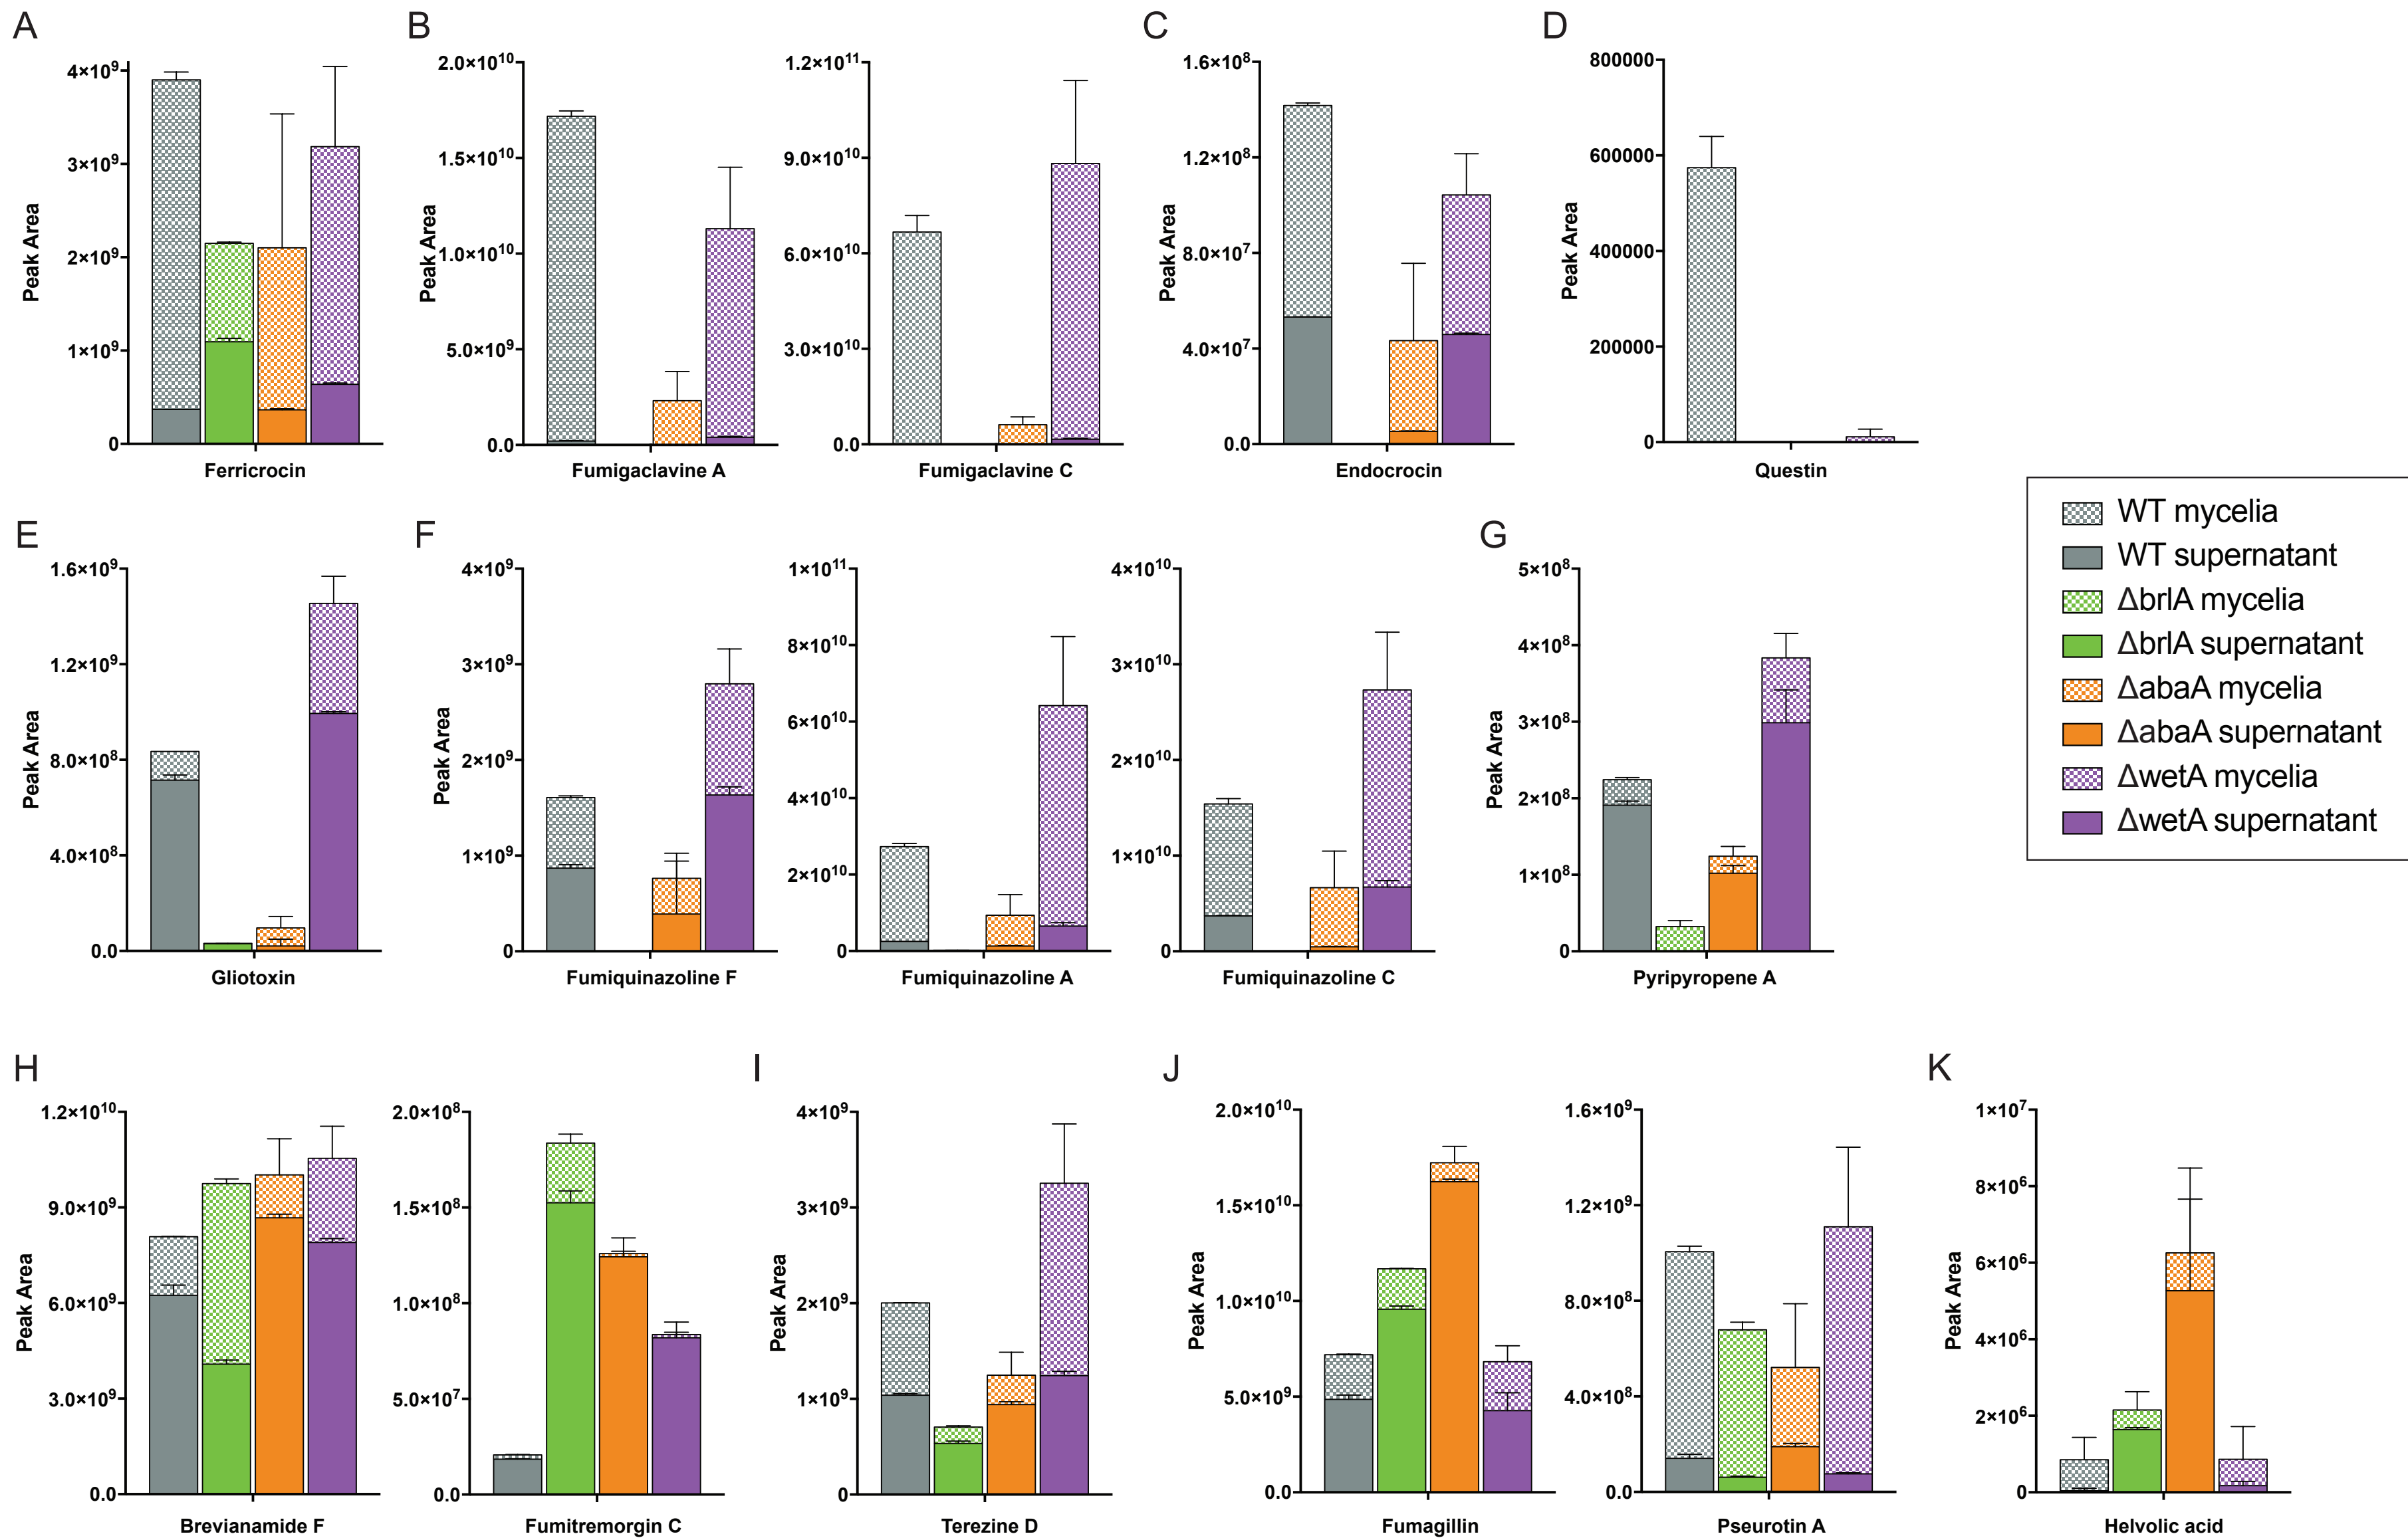 A
B
C
D
Peak Area
4×10⁹
3×10⁹
2×10⁹
1×10⁹
0
Ferricrocin
Peak Area
2.0×10¹⁰
1.5×10¹⁰
1.0×10¹⁰
5.0×10⁹
0.0
Fumigaclavine A
1.2×10¹¹
9.0×10¹⁰
6.0×10¹⁰
3.0×10¹⁰
0.0
Fumigaclavine C
Peak Area
1.6×10⁸
1.2×10⁸
8.0×10⁷
4.0×10⁷
0.0
Endocrocin
Peak Area
800000
600000
400000
200000
0
Questin
WT mycelia
WT supernatant
ΔbrlA mycelia
ΔbrlA supernatant
ΔabaA mycelia
ΔabaA supernatant
ΔwetA mycelia
ΔwetA supernatant
E
F
G
Peak Area
1.6×10⁹
1.2×10⁹
8.0×10⁸
4.0×10⁸
0.0
Gliotoxin
Peak Area
4×10⁹
3×10⁹
2×10⁹
1×10⁹
0
Fumiquinazoline F
1×10¹¹
8×10¹⁰
6×10¹⁰
4×10¹⁰
2×10¹⁰
0
Fumiquinazoline A
4×10¹⁰
3×10¹⁰
2×10¹⁰
1×10¹⁰
0
Fumiquinazoline C
Peak Area
5×10⁸
4×10⁸
3×10⁸
2×10⁸
1×10⁸
0
Pyripyropene A
H
I
J
K
Peak Area
1.2×10¹⁰
9.0×10⁹
6.0×10⁹
3.0×10⁹
0.0
Brevianamide F
2.0×10⁸
1.5×10⁸
1.0×10⁸
5.0×10⁷
0.0
Fumitremorgin C
Peak Area
4×10⁹
3×10⁹
2×10⁹
1×10⁹
0
Terezine D
Peak Area
2.0×10¹⁰
1.5×10¹⁰
1.0×10¹⁰
5.0×10⁹
0.0
Fumagillin
1.6×10⁹
1.2×10⁹
8.0×10⁸
4.0×10⁸
0.0
Pseurotin A
Peak Area
1×10⁷
8×10⁶
6×10⁶
4×10⁶
2×10⁶
0
Helvolic acid